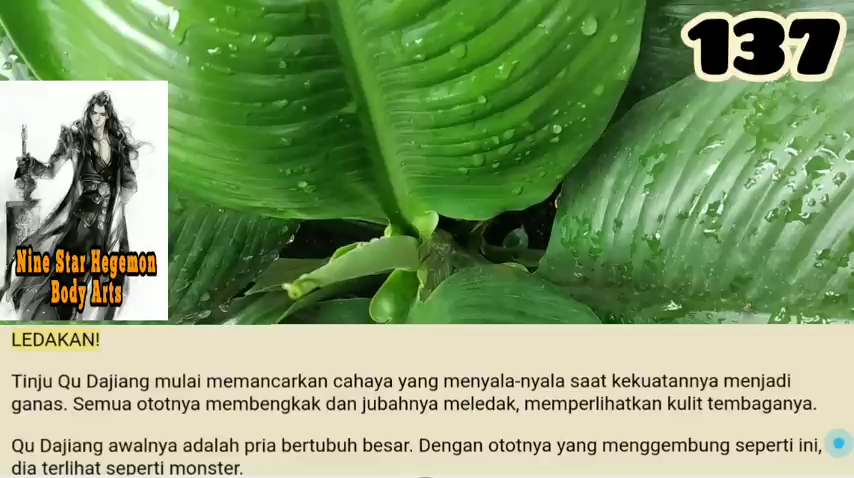 137
Nine Star Hegemon
Body Arts
LEDAKAN!
Tinju Qu Dajiang mulai memancarkan cahaya yang menyala-nyala saat kekuatannya menjadi
ganas. Semua ototnya membengkak dan jubahnya meledak, memperlihatkan kulit tembaganya.
Qu Dajiang awalnya adalah pria bertubuh besar. Dengan ototnya yang menggembung seperti ini,
dia terlihat seperti monster.